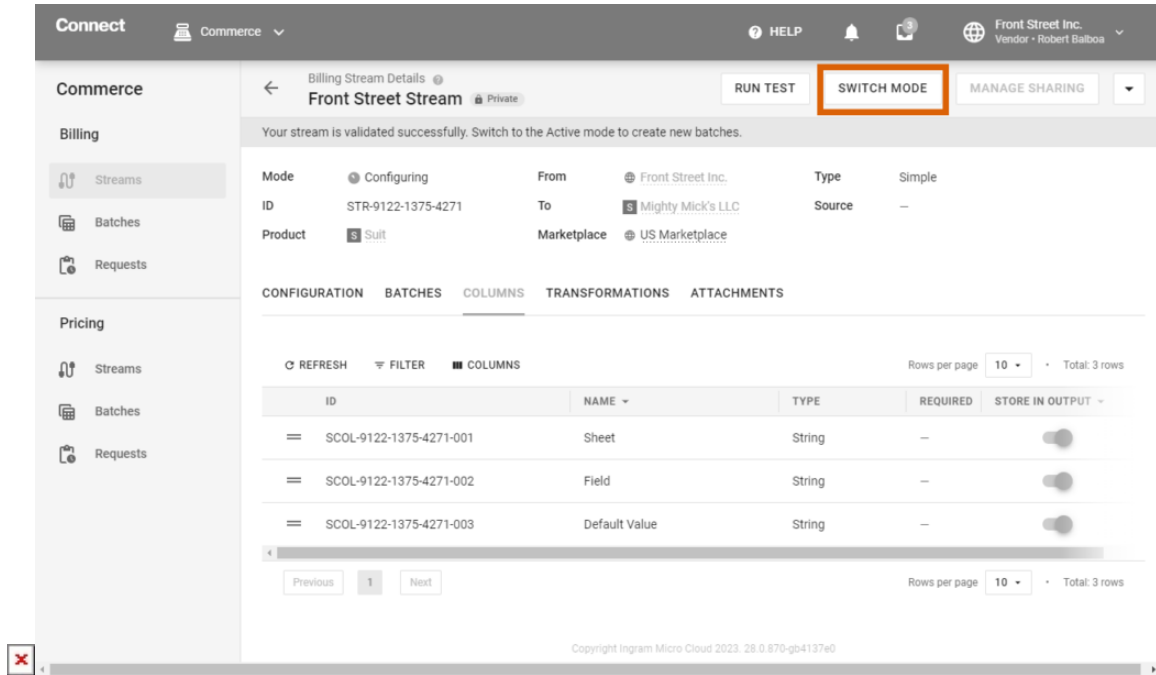 Connect
Commerce
HELP
3
Front Street Inc.
Vendor • Robert Balboa
Commerce
Billing
Streams
Batches
Requests
Pricing
Streams
Batches
Requests
Billing Stream Details
Front Street Stream Private
RUN TEST
SWITCH MODE
MANAGE SHARING
Your stream is validated successfully. Switch to the Active mode to create new batches.
Mode Configuring From Front Street Inc. Type Simple
ID STR-9122-1375-4271 To S Mighty Mick's LLC Source —
Product S Suit Marketplace US Marketplace
CONFIGURATION BATCHES COLUMNS TRANSFORMATIONS ATTACHMENTS
REFRESH FILTER COLUMNS Rows per page 10 • Total: 3 rows
ID NAME TYPE REQUIRED STORE IN OUTPUT
SCOL-9122-1375-4271-001 Sheet String —
SCOL-9122-1375-4271-002 Field String —
SCOL-9122-1375-4271-003 Default Value String —
Previous 1 Next Rows per page 10 • Total: 3 rows
Copyright Ingram Micro Cloud 2023. 28.0.870-gb4137e0